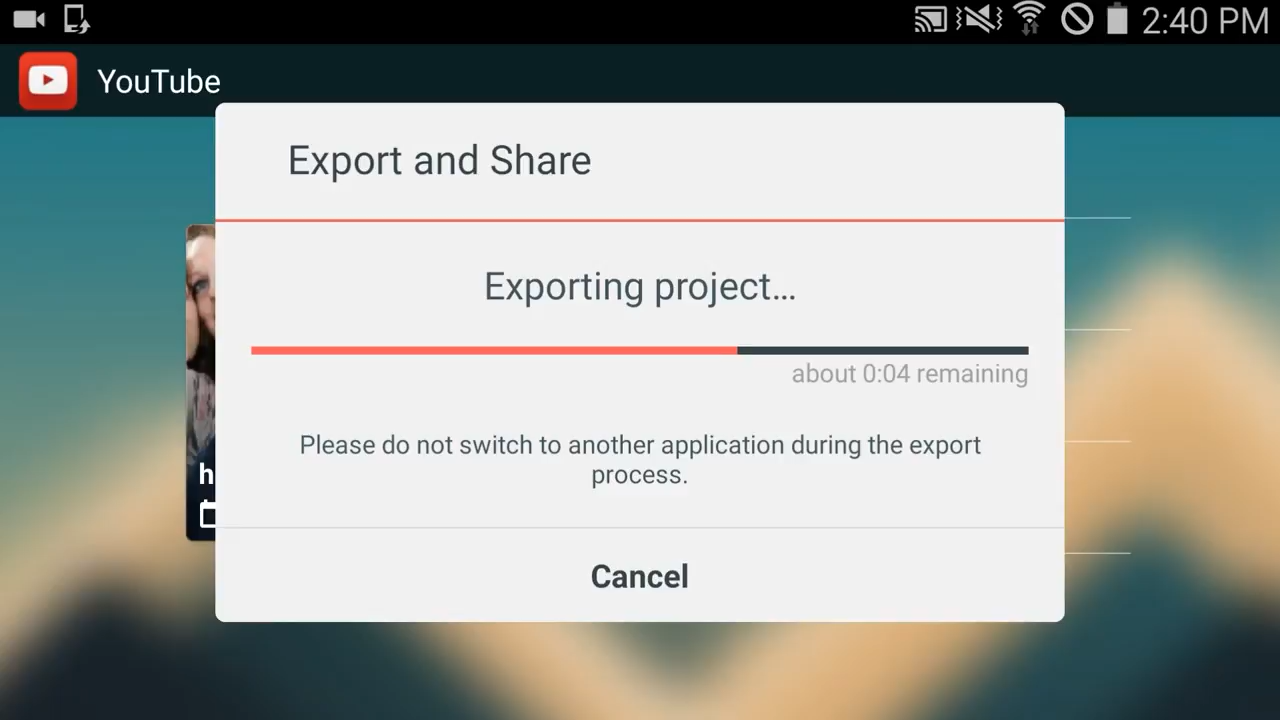 2:40 PM
YouTube
Export and Share
Exporting project...
about 0:04 remaining
Please do not switch to another application during the export
process.
h
Cancel